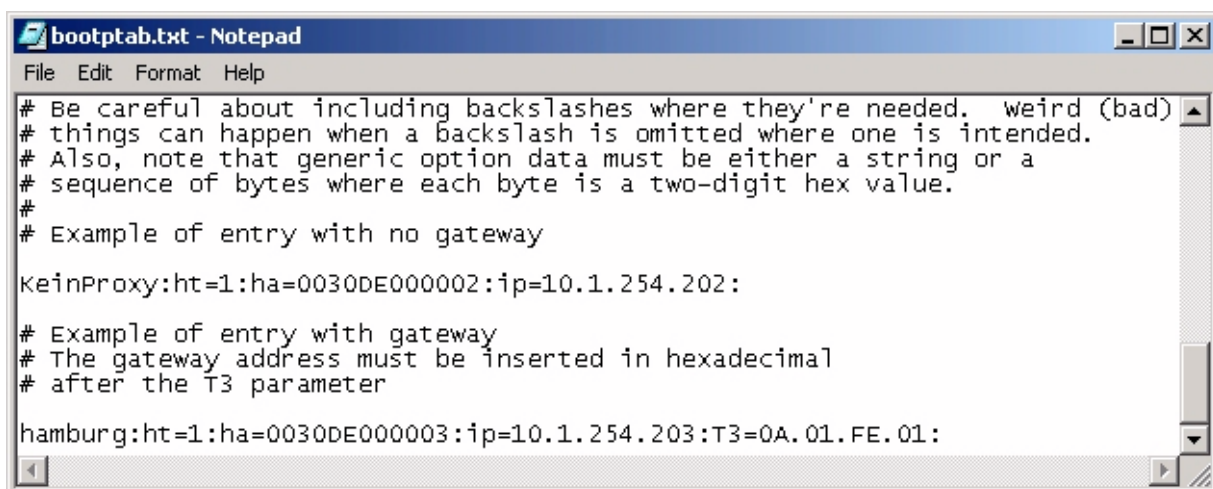 bootptab.txt - Notepad
File Edit Format Help
# Be careful about including backslashes where they're needed.  Weird (bad)
# things can happen when a backslash is omitted where one is intended.
# Also, note that generic option data must be either a string or a
# sequence of bytes where each byte is a two-digit hex value.
#
# Example of entry with no gateway
KeinProxy:ht=1:ha=0030DE000002:ip=10.1.254.202:
# Example of entry with gateway
# The gateway address must be inserted in hexadecimal
# after the T3 parameter
hamburg:ht=1:ha=0030DE000003:ip=10.1.254.203:T3=0A.01.FE.01: